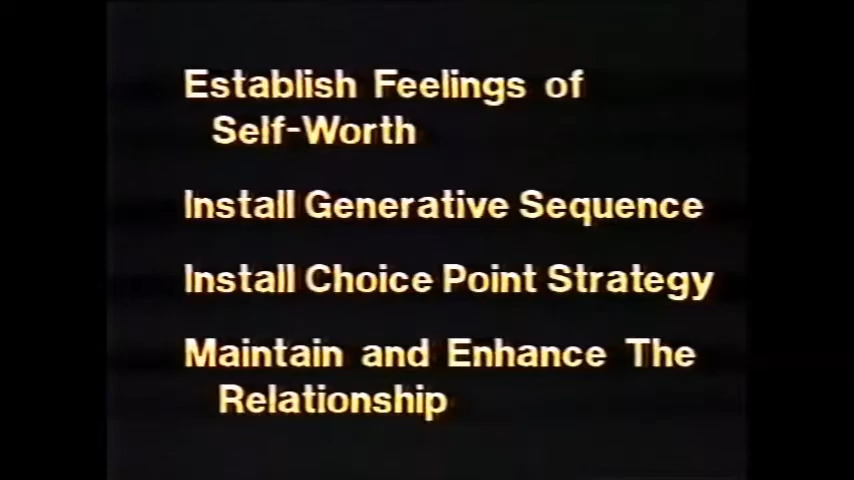 Establish Feelings of
Self-Worth
Install Generative Sequence
Install Choice Point Strategy
Maintain and Enhance The
Relationship